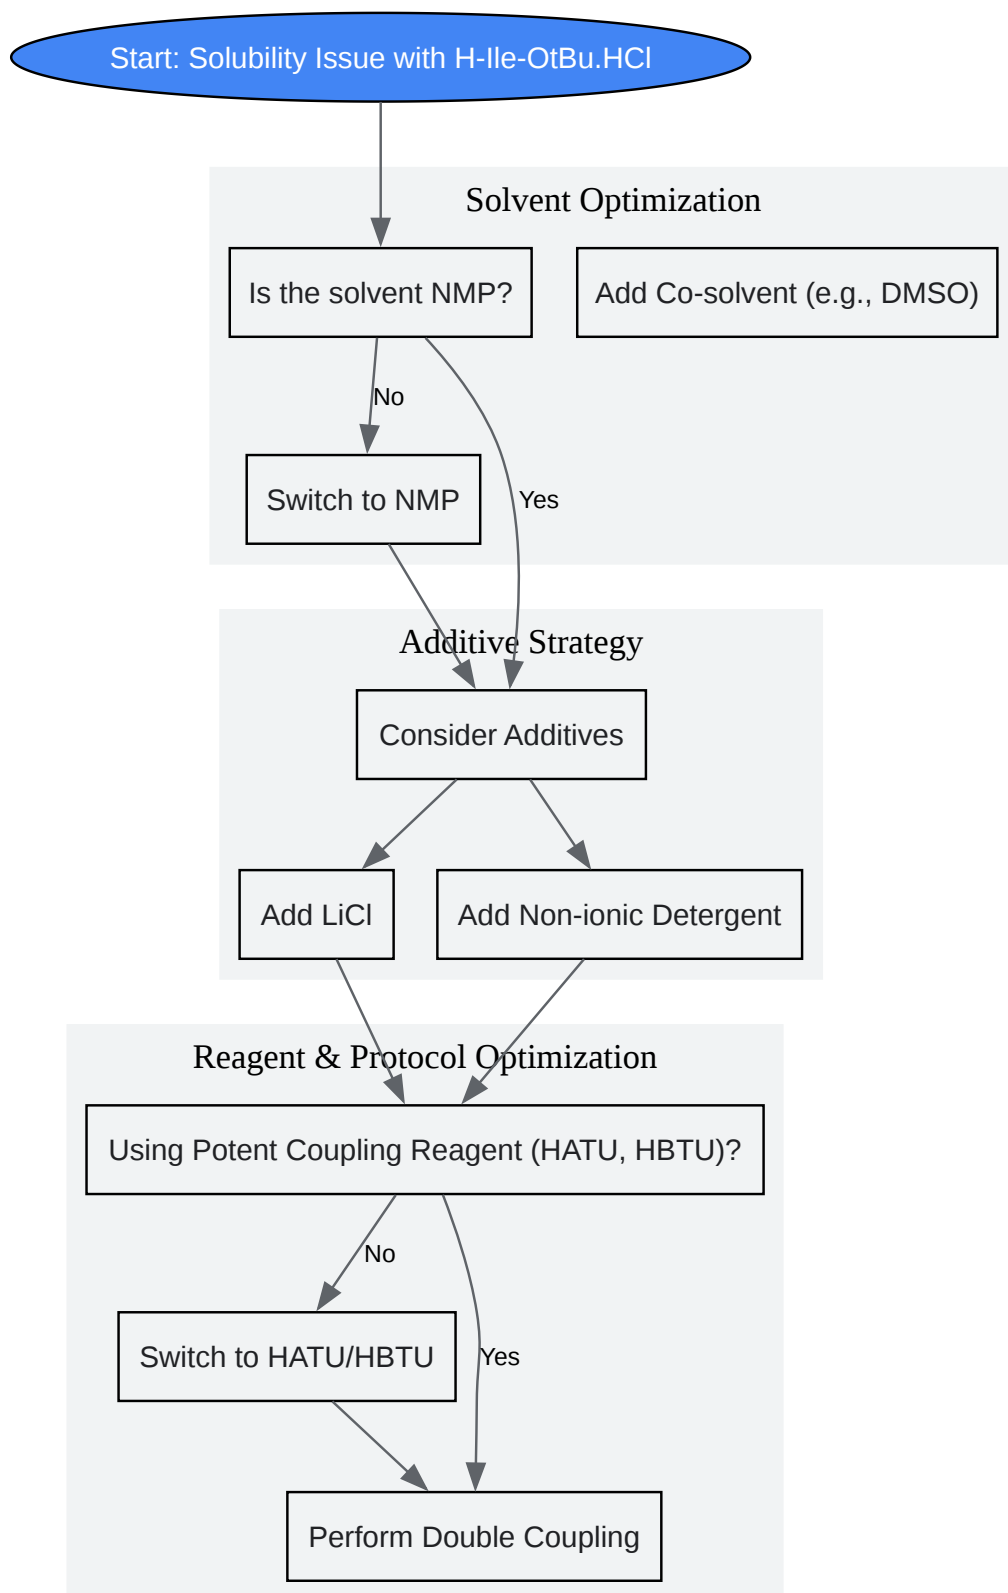 Start: Solubility Issue with H-Ile-OtBu.HCl
Solvent Optimization
Is the solvent NMP?
Add Co-solvent (e.g., DMSO)
No
Switch to NMP
Yes
Additive Strategy
Consider Additives
Add LiCl
Add Non-ionic Detergent
Reagent & Protocol Optimization
Using Potent Coupling Reagent (HATU, HBTU)?
No
Switch to HATU/HBTU
Yes
Perform Double Coupling